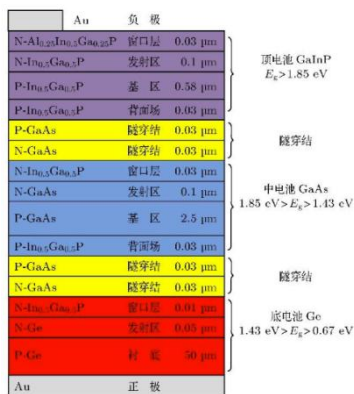 Au 负 极
N-Al0.25In0.5Ga0.25P 窗口层 0.03 μm
N-In0.5Ga0.5P 发射区 0.1 μm
P-In0.5Ga0.5P 基 区 0.58 μm
P-In0.5Ga0.5P 背面场 0.03 μm
顶电池 GaInP
Eg>1.85 eV
P-GaAs 隧穿结 0.03 μm
N-GaAs 隧穿结 0.03 μm
隧穿结
N-In0.5Ga0.5P 窗口层 0.03 μm
N-GaAs 发射区 0.1 μm
P-GaAs 基 区 2.5 μm
P-In0.5Ga0.5P 背面场 0.03 μm
中电池 GaAs
1.85 eV>Eg>1.43 eV
P-GaAs 隧穿结 0.03 μm
N-GaAs 隧穿结 0.03 μm
隧穿结
N-In0.5Ga0.5P 窗口层 0.01 μm
N-Ge 发射区 0.05 μm
P-Ge 衬 底 50 μm
底电池 Ge
1.43 eV>Eg>0.67 eV
Au 正 极